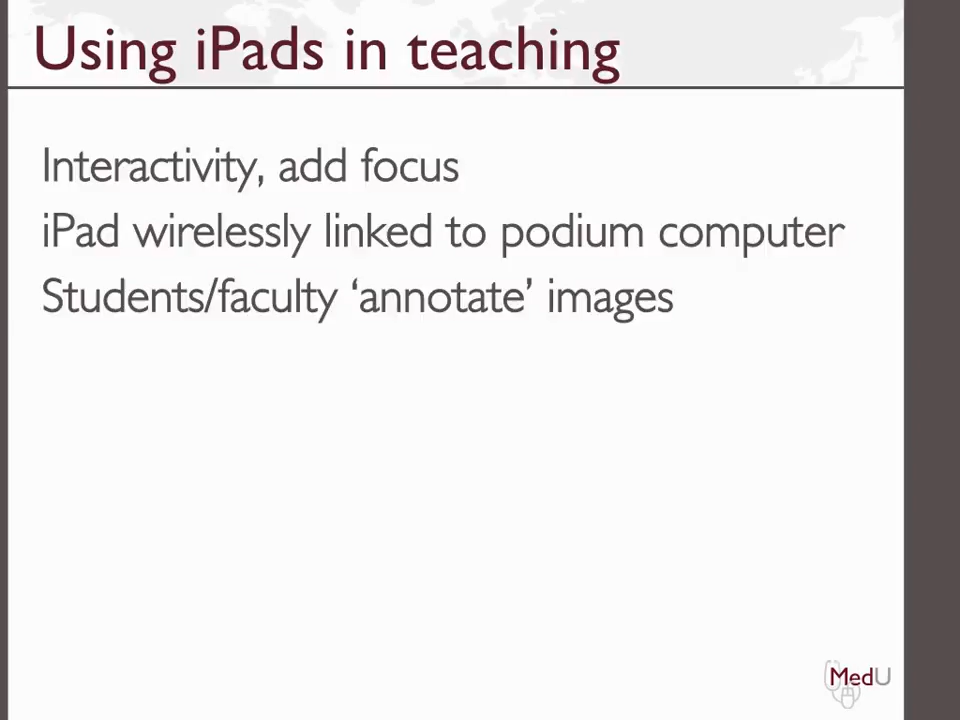 Using iPads in teaching
Interactivity, add focus
iPad wirelessly linked to podium computer
Students/faculty ‘annotate’ images
MedU